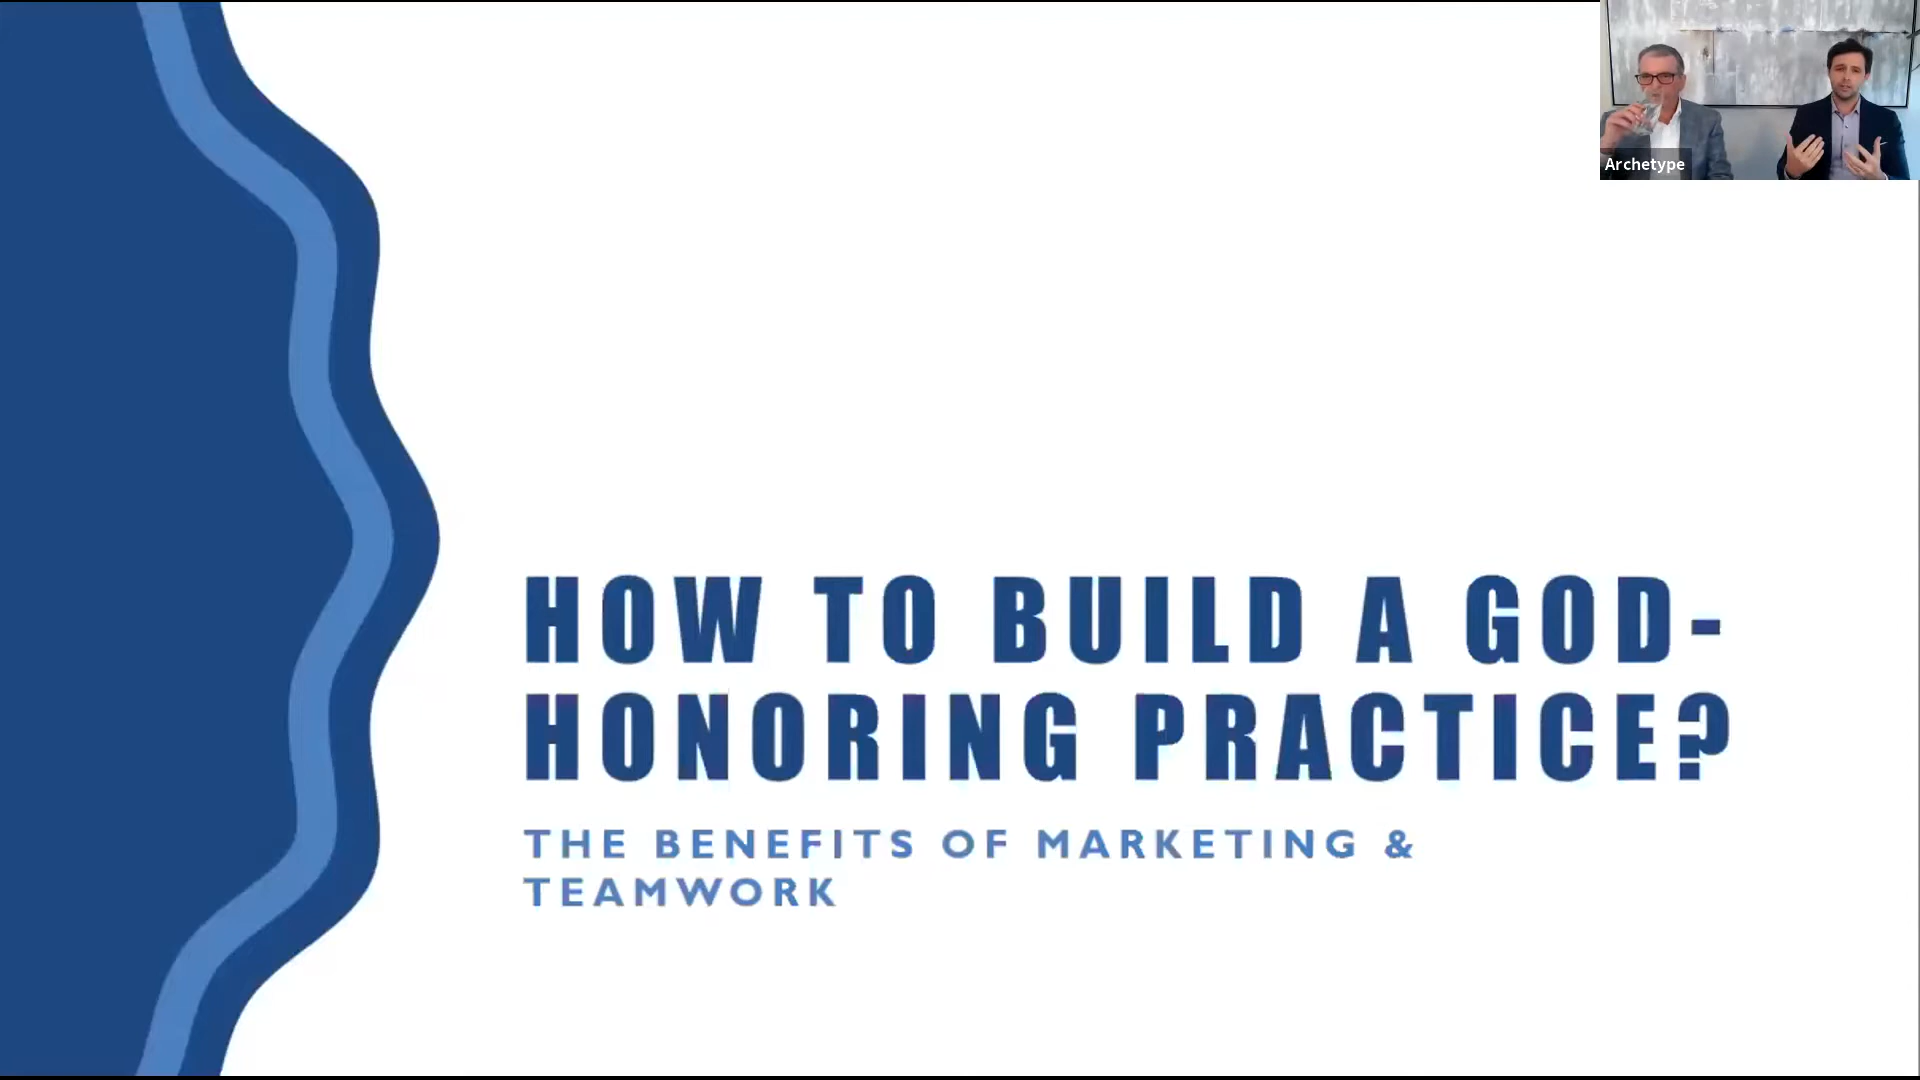 Archetype
HOW TO BUILD A GOD-
HONORING PRACTICE?
THE BENEFITS OF MARKETING &
TEAMWORK